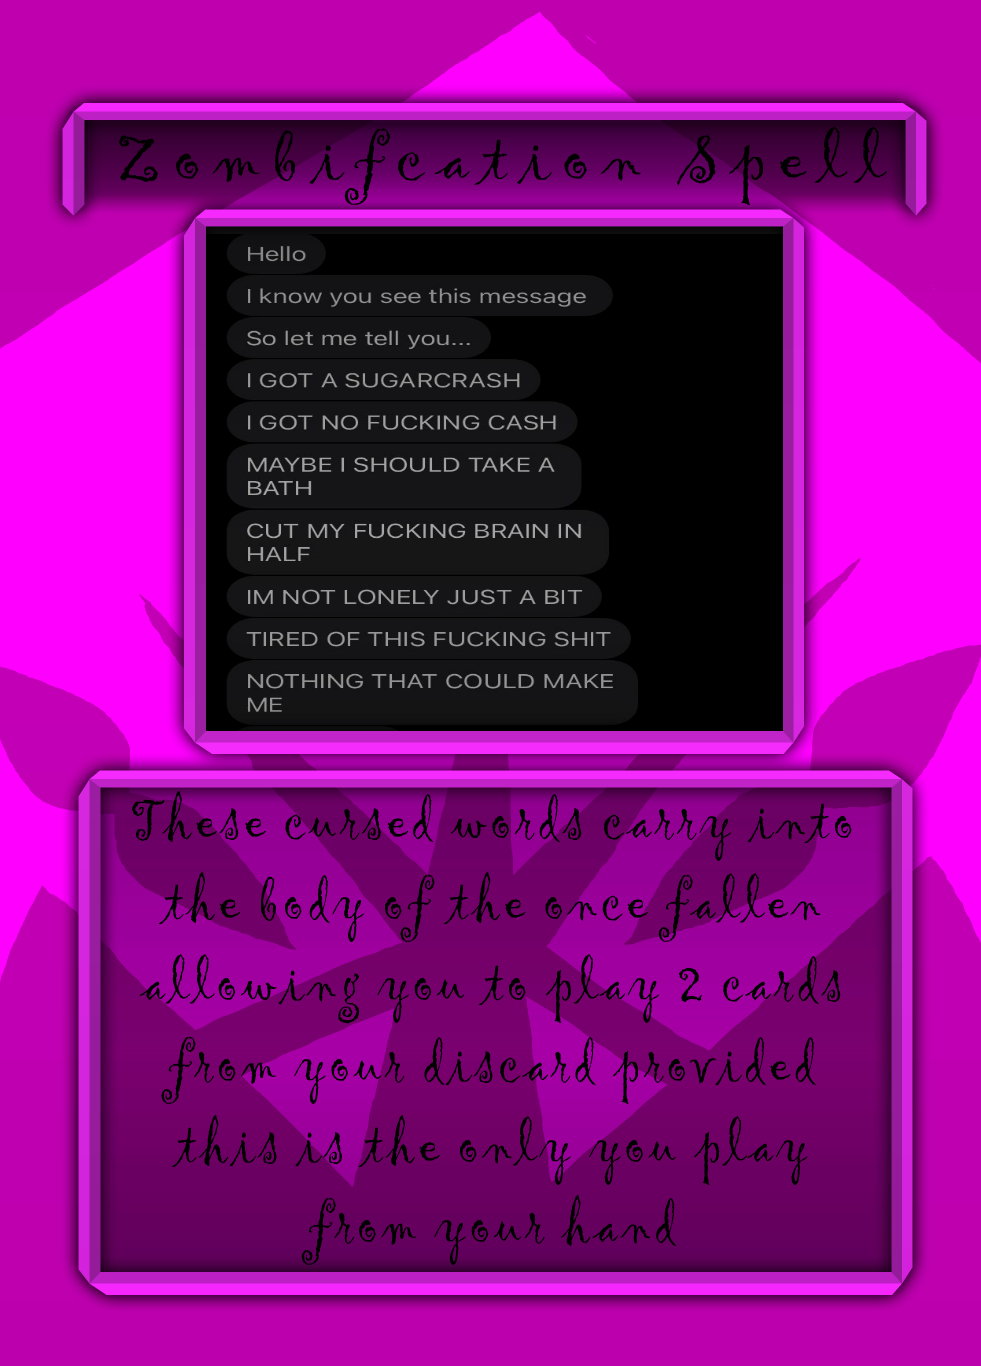 Zombifcation Spell
Hello
I know you see this message
So let me tell you...
I GOT A SUGARCRASH
I GOT NO FUCKING CASH
MAYBE I SHOULD TAKE A
BATH
CUT MY FUCKING BRAIN IN
HALF
IM NOT LONELY JUST A BIT
TIRED OF THIS FUCKING SHIT
NOTHING THAT COULD MAKE
ME
These cursed words carry into
the body of the once fallen
allowing you to play 2 cards
from your discard provided
this is the only you play
from your hand